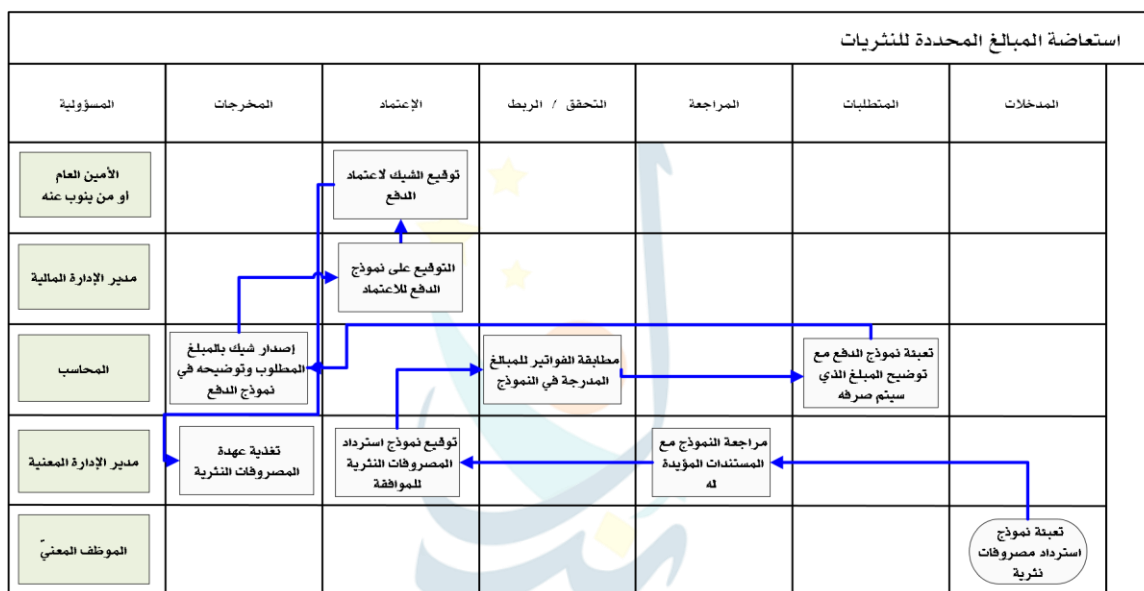 استعاضة المبالغ المحددة للنثريات
المدخلات
المتطلبات
المراجعة
التحقق / الربط
الإعتماد
المخرجات
المسؤولية
توقيع الشيك لاعتماد
الدفع
الأمين العام
او من ينوب عنه
التوقيع على نموذج
الدفع للاعتماد
مدير الإدارة المالية
تعبئة نموذج الدفع مع
توضيح المبلغ الذي
سيتم صرفه
مطابقة الفواتير للمبالغ
المدرجة في النموذج
إصدار شيك بالمبلغ
المطلوب وتوضيحه في
نموذج الدفع
المحاسب
مراجعة النموذج مع
المستندات المؤيدة
له
توقيع نموذج استرداد
المصروفات النثرية
للموافقة
تغذية عهدة
المصروفات النثرية
مدير الإدارة المعنية
تعبئة نموذج
استرداد مصروفات
نثرية
الموظف المعنيّ